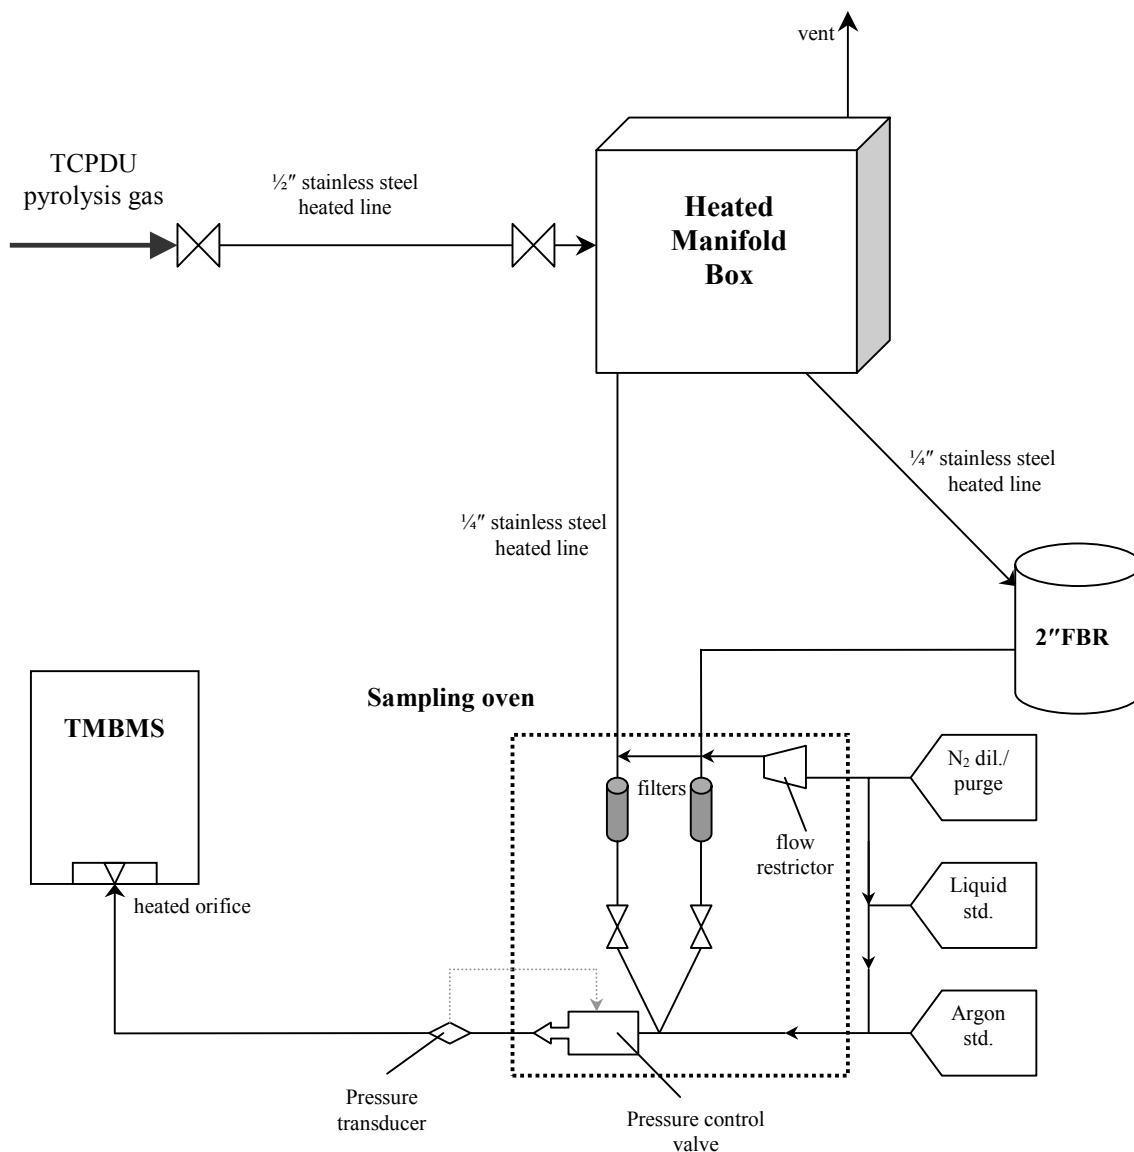 vent
TCPDU
pyrolysis gas
½″ stainless steel
heated line
Heated
Manifold
Box
¼″ stainless steel
heated line
¼″ stainless steel
heated line
2″FBR
Sampling oven
TMBMS
N₂ dil./
purge
filters
flow
restrictor
Liquid
std.
heated orifice
Argon
std.
Pressure
transducer
Pressure control
valve